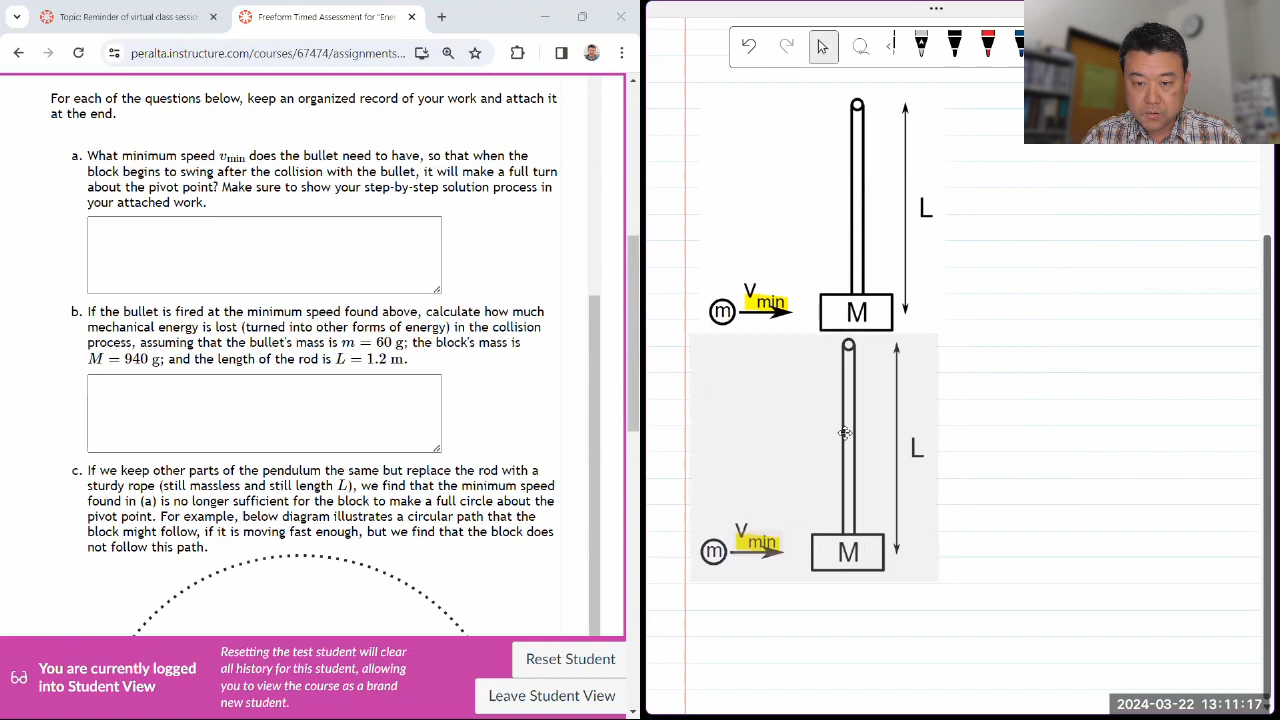 Topic: Reminder of virtual class session
Freeform Timed Assessment for "Ener
peralta.instructure.com/course/67474/assignments...
For each of the questions below, keep an organized record of your work and attach it
at the end.
a. What minimum speed vmin does the bullet need to have, so that when the
block begins to swing after the collision with the bullet, it will make a full turn
about the pivot point? Make sure to show your step-by-step solution process in
your attached work.
b. If the bullet is fired at the minimum speed found above, calculate how much
mechanical energy is lost (turned into other forms of energy) in the collision
process, assuming that the bullet's mass is m = 60 g; the block's mass is
M = 940 g; and the length of the rod is L = 1.2 m.
c. If we keep other parts of the pendulum the same but replace the rod with a
sturdy rope (still massless and still length L), we find that the minimum speed
found in (a) is no longer sufficient for the block to make a full circle about the
pivot point. For example, below diagram illustrates a circular path that the
block might follow, if it is moving fast enough, but we find that the block does
not follow this path.
You are currently logged
into Student View
Resetting the test student will clear
all history for this student, allowing
you to view the course as a brand
new student.
Reset Student
Leave Student View
L
m
Vmin
M
L
m
Vmin
M
2024-03-22 13:11:17